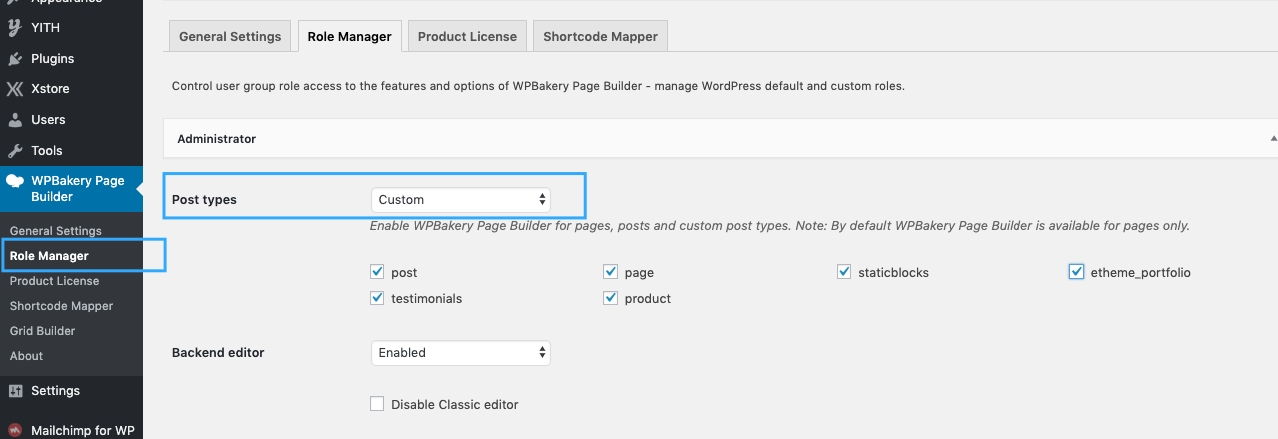 Appearance
YITH
Plugins
Xstore
Users
Tools
WPBakery Page
Builder
General Settings
Role Manager
Product License
Shortcode Mapper
Grid Builder
About
Settings
Mailchimp for WP
General Settings Role Manager Product License Shortcode Mapper
Control user group role access to the features and options of WPBakery Page Builder - manage WordPress default and custom roles.
Administrator
Post types Custom
Enable WPBakery Page Builder for pages, posts and custom post types. Note: By default WPBakery Page Builder is available for pages only.
post page staticblocks etheme_portfolio
testimonials product
Backend editor Enabled
Disable Classic editor